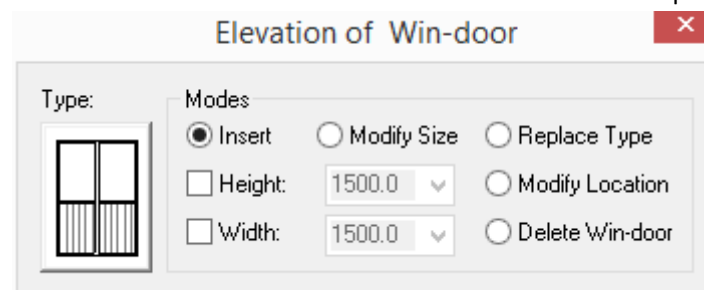 Elevation of Win-door
Type:
Modes
Insert Modify Size Replace Type
Height: 1500.0 Modify Location
Width: 1500.0 Delete Win-door